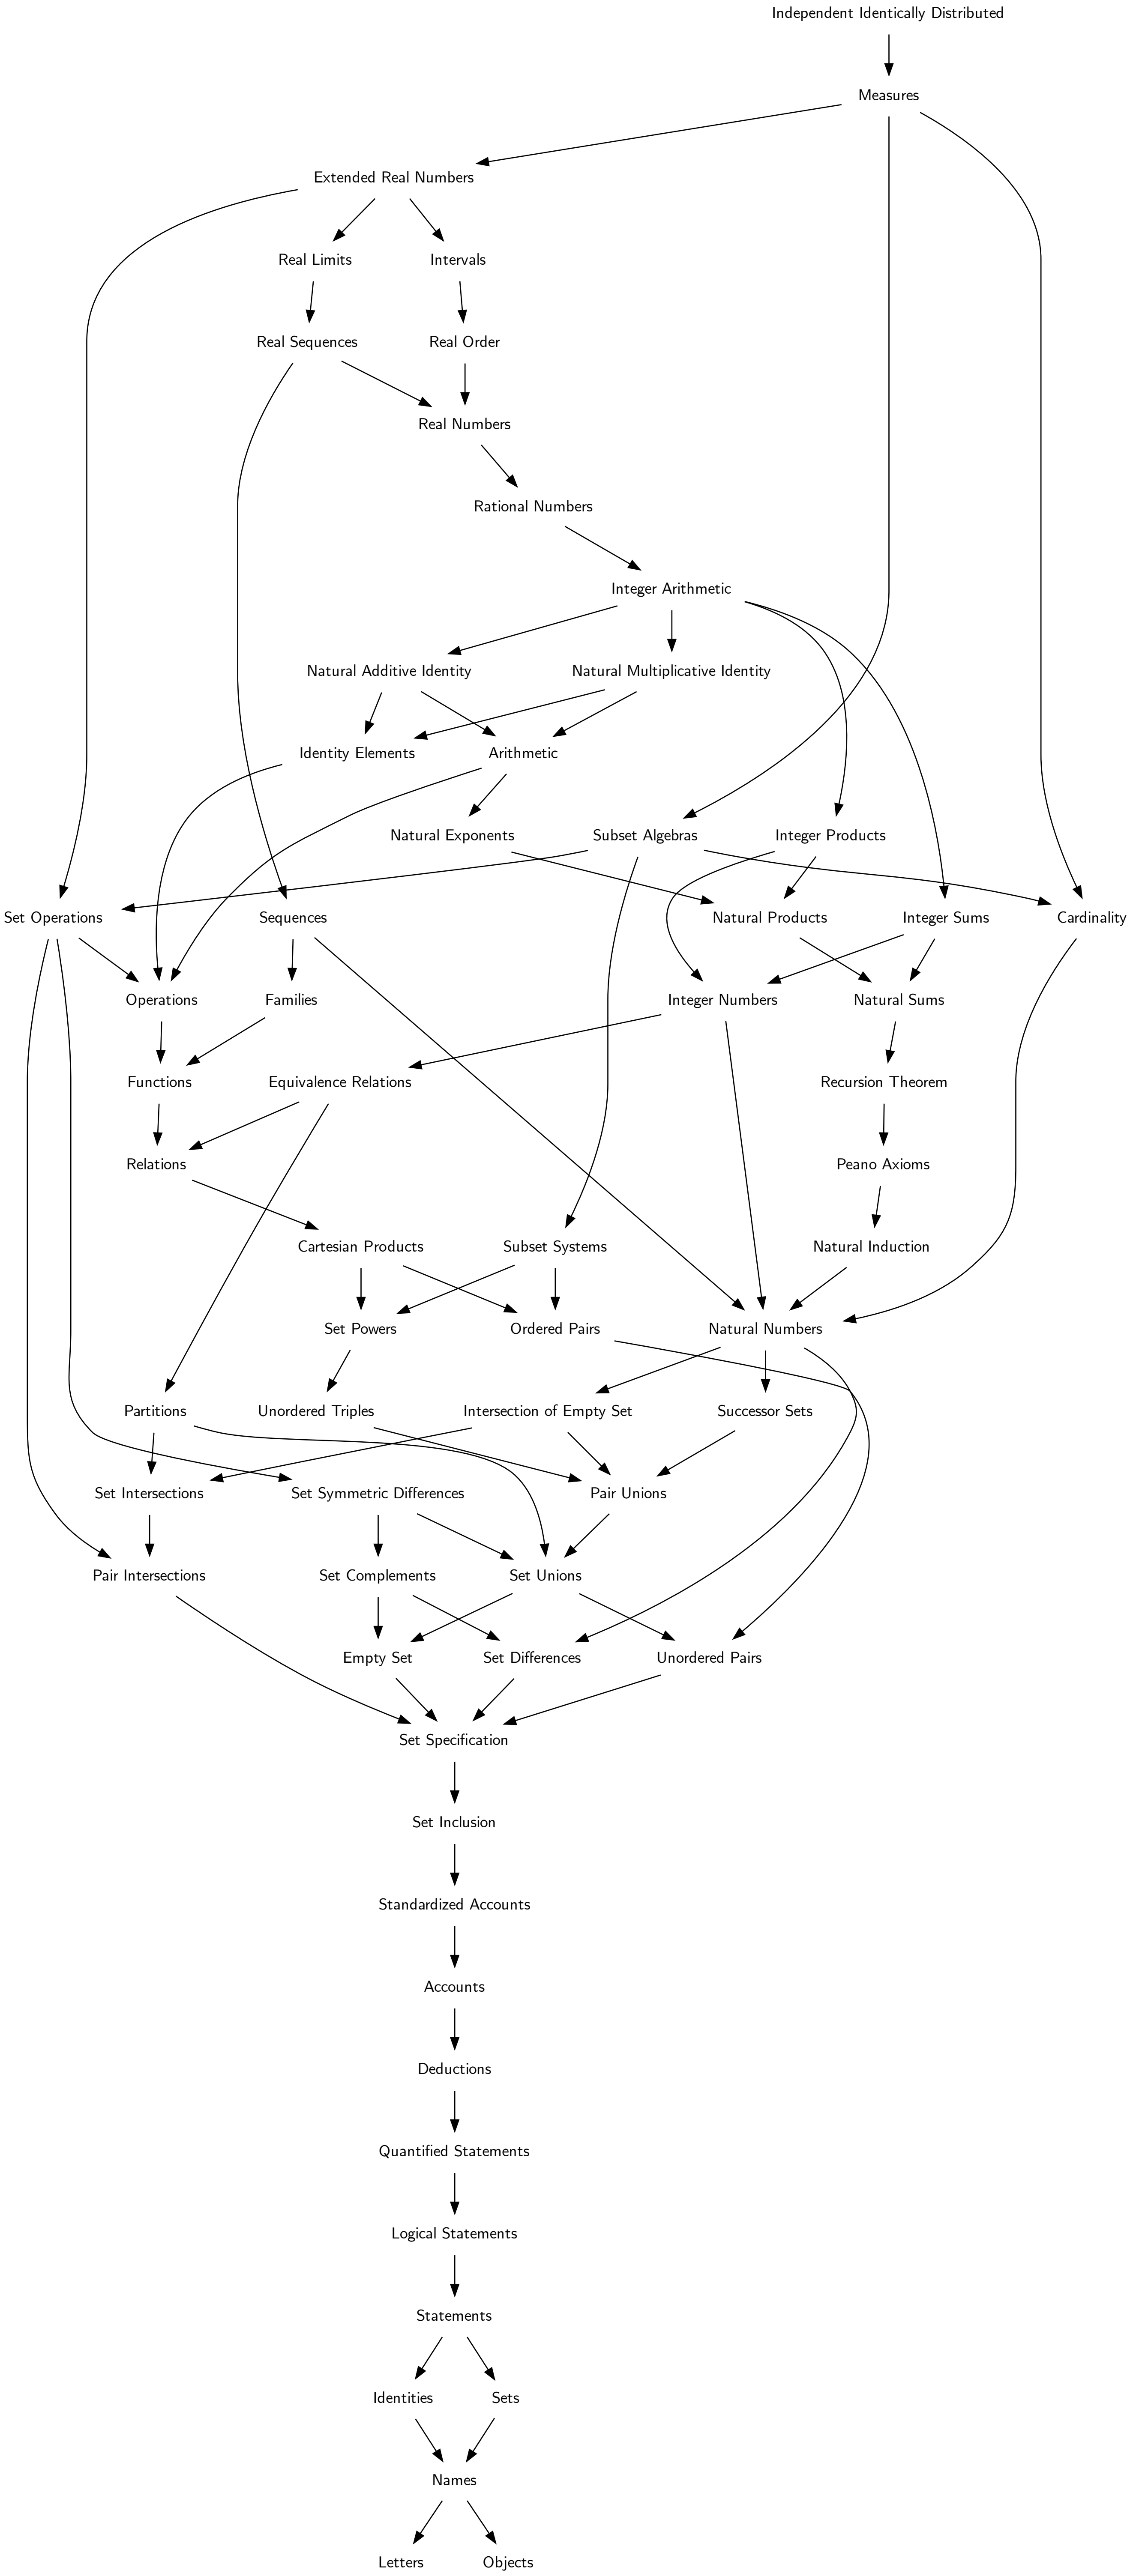 Independent Identically Distributed
Measures
Extended Real Numbers
Real Limits
Intervals
Real Sequences
Real Order
Real Numbers
Rational Numbers
Integer Arithmetic
Natural Additive Identity
Natural Multiplicative Identity
Identity Elements
Arithmetic
Natural Exponents
Subset Algebras
Integer Products
Set Operations
Sequences
Natural Products
Integer Sums
Cardinality
Operations
Families
Integer Numbers
Natural Sums
Functions
Equivalence Relations
Recursion Theorem
Relations
Peano Axioms
Cartesian Products
Subset Systems
Natural Induction
Set Powers
Ordered Pairs
Natural Numbers
Partitions
Unordered Triples
Intersection of Empty Set
Successor Sets
Set Intersections
Set Symmetric Differences
Pair Unions
Pair Intersections
Set Complements
Set Unions
Empty Set
Set Differences
Unordered Pairs
Set Specification
Set Inclusion
Standardized Accounts
Accounts
Deductions
Quantified Statements
Logical Statements
Statements
Identities
Sets
Names
Letters
Objects